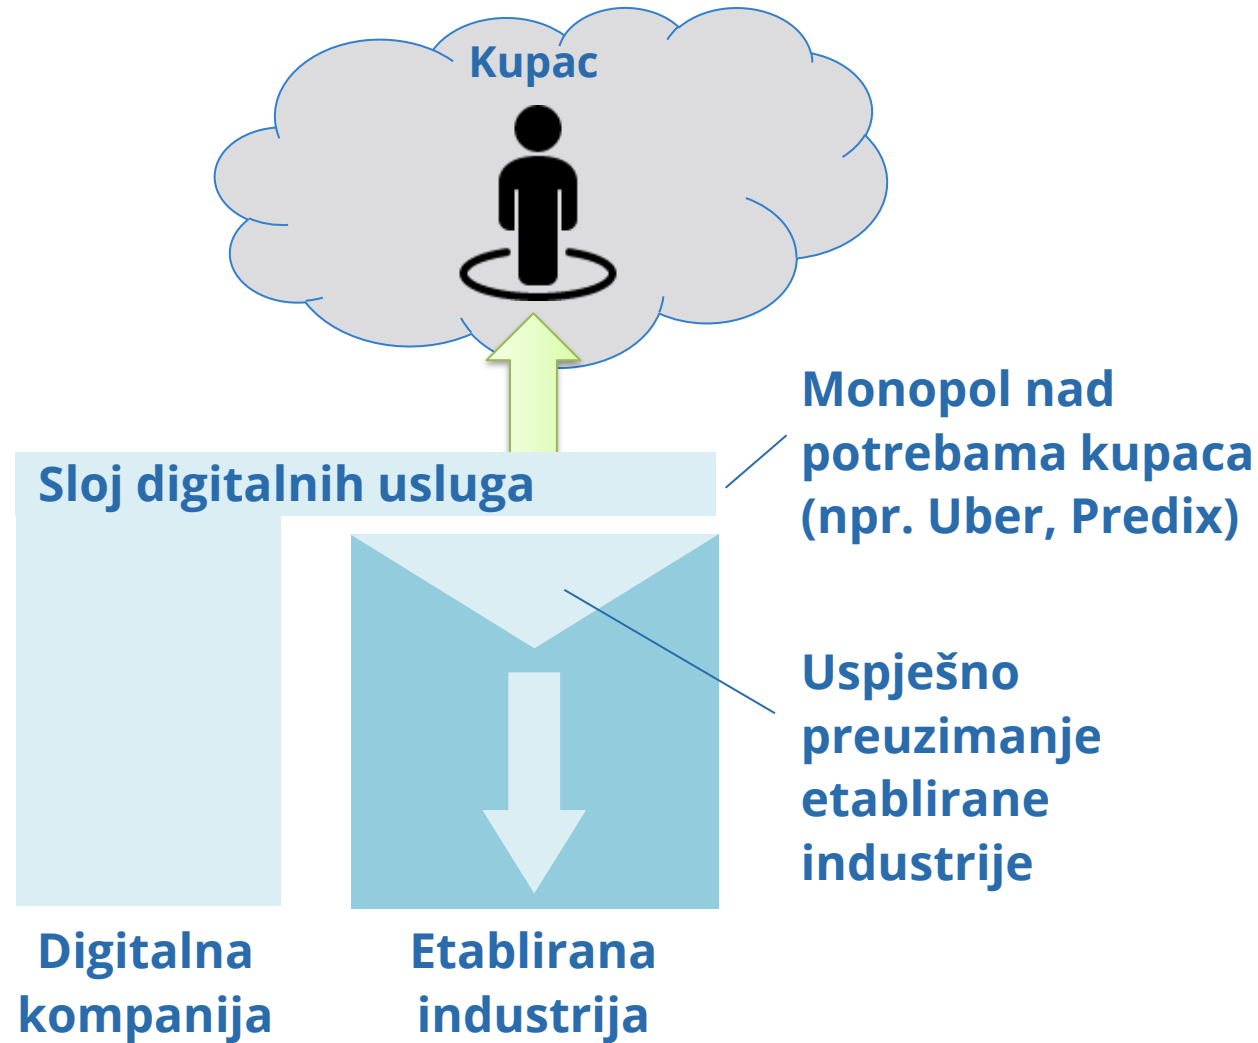 Kupac
Monopol nad
potrebama kupaca
(npr. Uber, Predix)
Sloj digitalnih usluga
Uspješno
preuzimanje
etablirane
industrije
Digitalna
kompanija
Etablirana
industrija